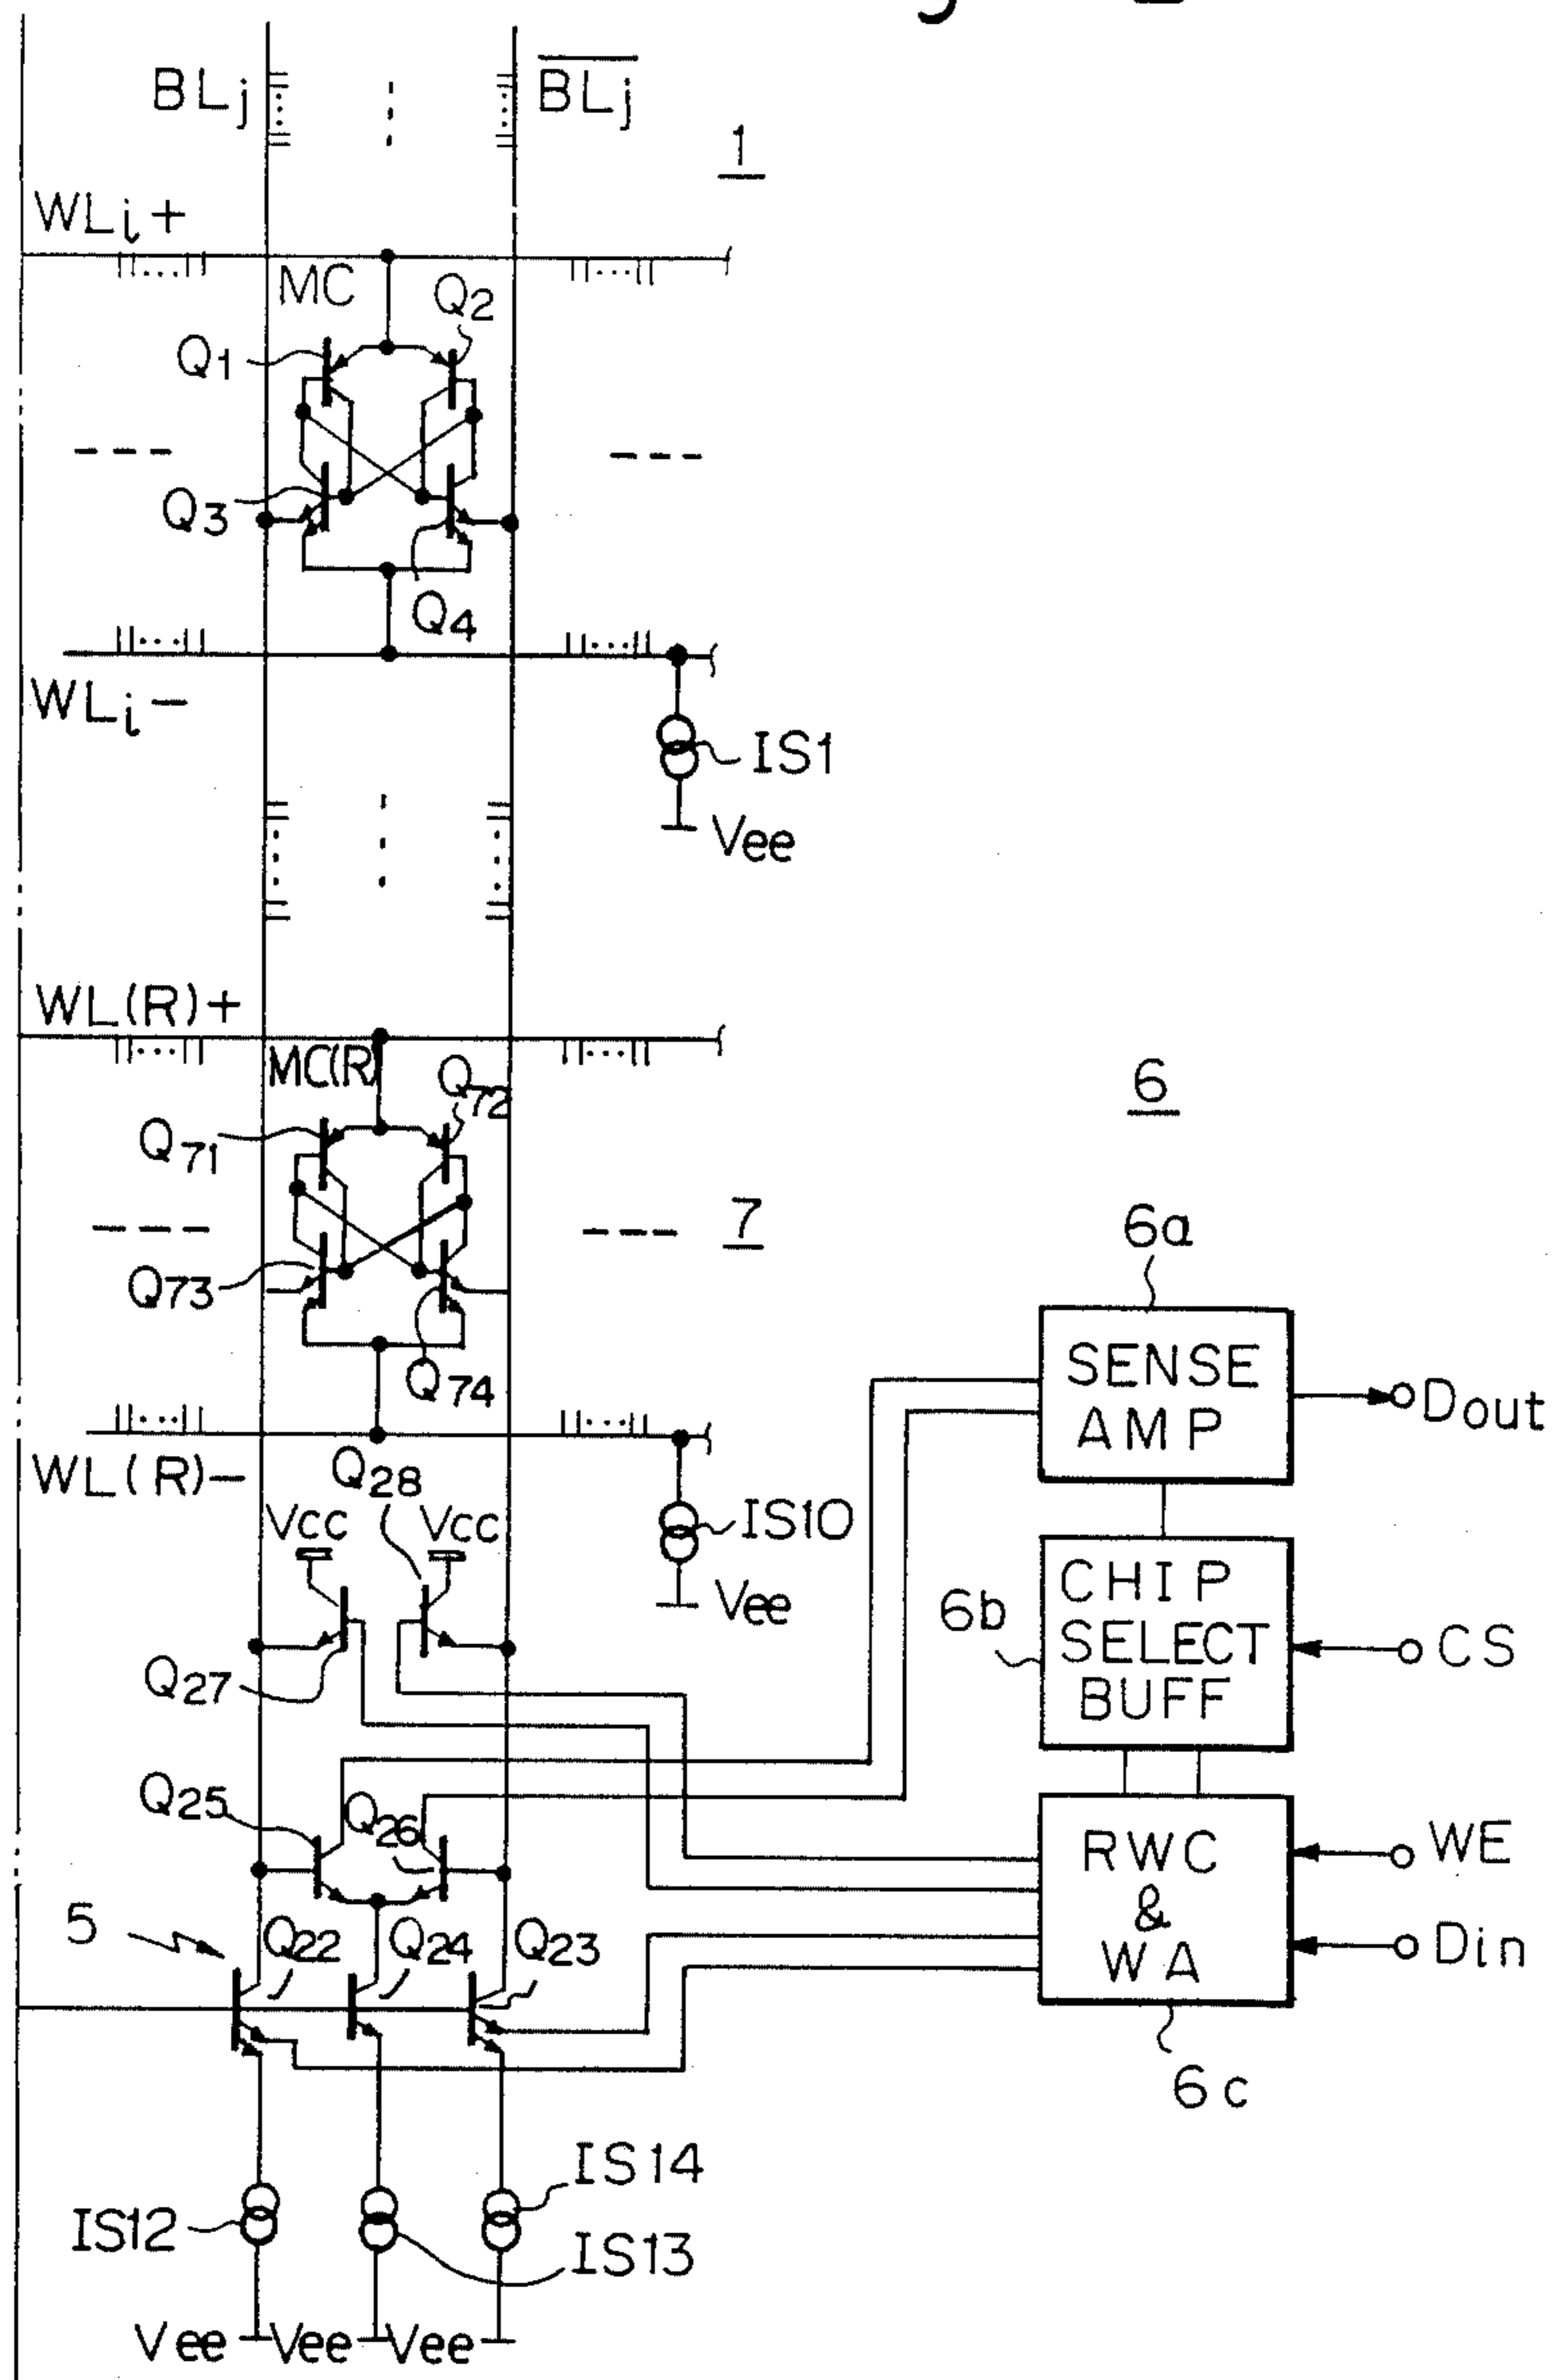 BLj
B̅L̅j̅
1
WLi+
MC
Q2
Q1
Q3
Q4
WLi−
IS1
Vee
WL(R)+
MC(R)
Q72
Q71
7
Q73
Q74
WL(R)−
Q28
Vcc
Vcc
IS10
Vee
Q27
6
6a
SENSE
AMP
Dout
6b
CHIP
SELECT
BUFF
CS
Q25
Q26
RWC
&
WA
WE
Din
6c
5
Q22
Q24
Q23
IS14
IS12
IS13
Vee
Vee
Vee